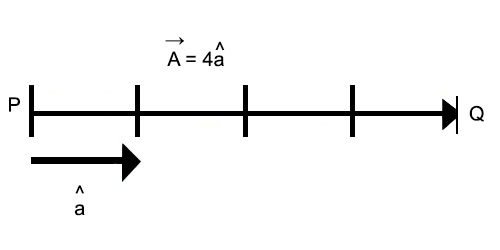 A⃗ = 4â
P
Q
â